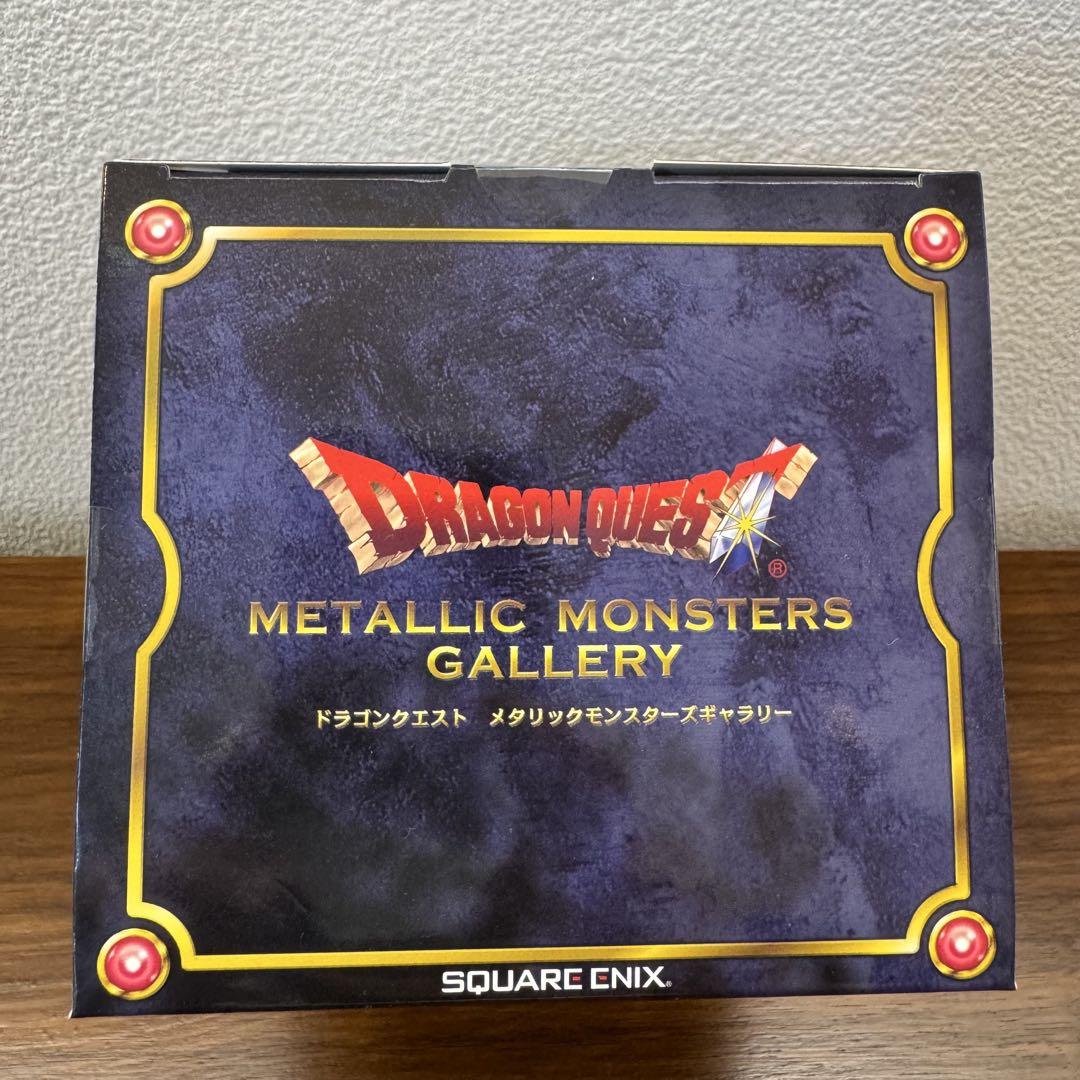 DRAGON QUEST®
METALLIC MONSTERS
GALLERY
ドラゴンクエスト　メタリックモンスターズギャラリー
SQUARE ENIX®